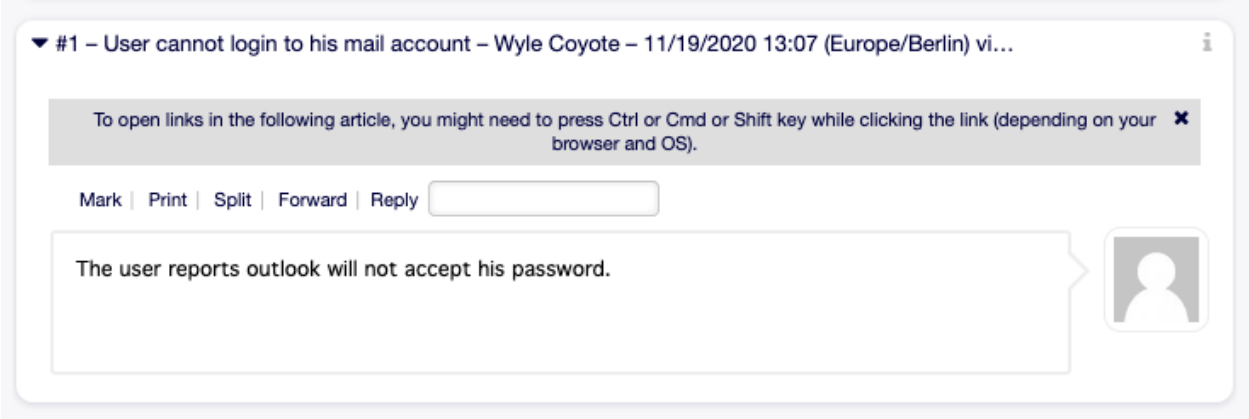 #1 – User cannot login to his mail account – Wyle Coyote – 11/19/2020 13:07 (Europe/Berlin) vi…
To open links in the following article, you might need to press Ctrl or Cmd or Shift key while clicking the link (depending on your
browser and OS).
Mark | Print | Split | Forward | Reply
The user reports outlook will not accept his password.